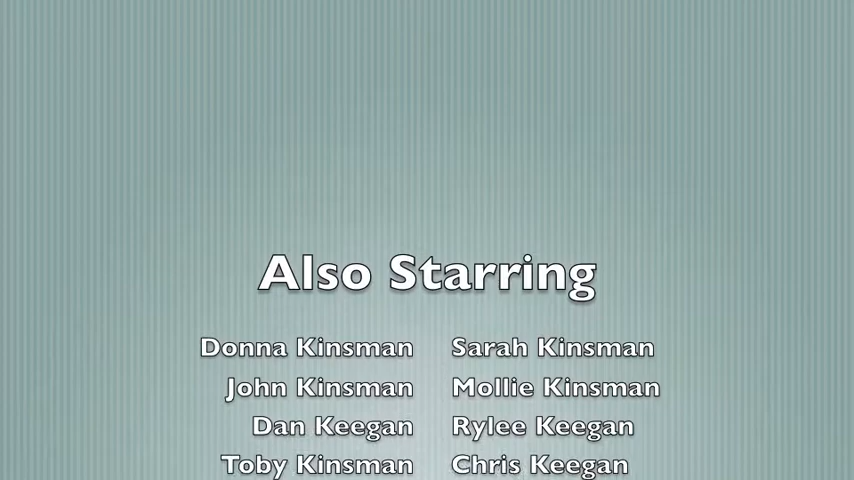 Also Starring
Donna Kinsman Sarah Kinsman
John Kinsman Mollie Kinsman
Dan Keegan Rylee Keegan
Toby Kinsman Chris Keegan